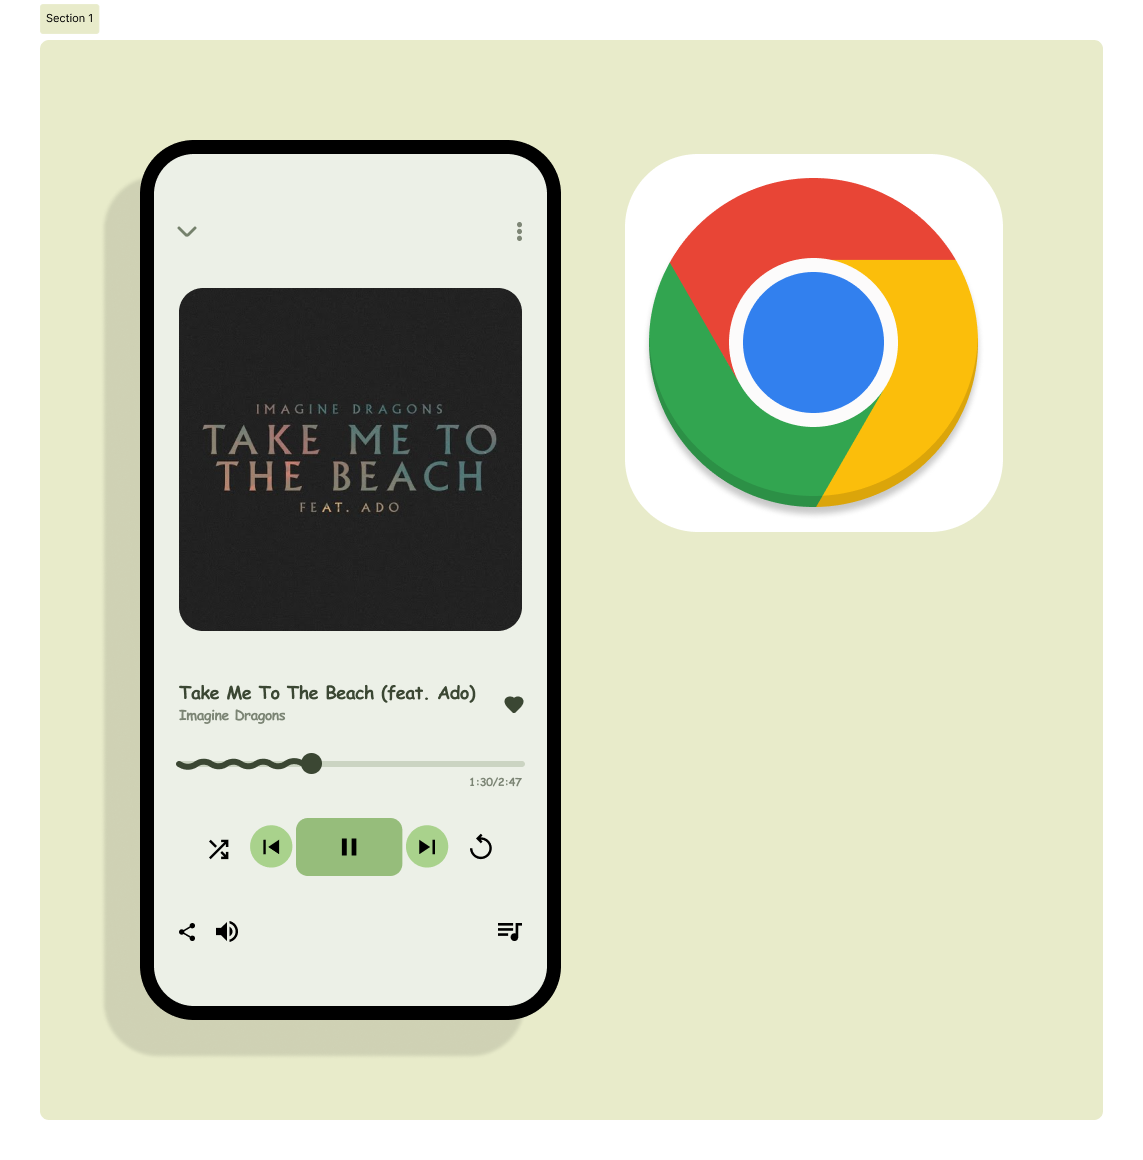 Section 1
IMAGINE DRAGONS
TAKE ME TO
THE BEACH
FEAT. ADO
Take Me To The Beach (feat. Ado)
Imagine Dragons
1:30/2:47